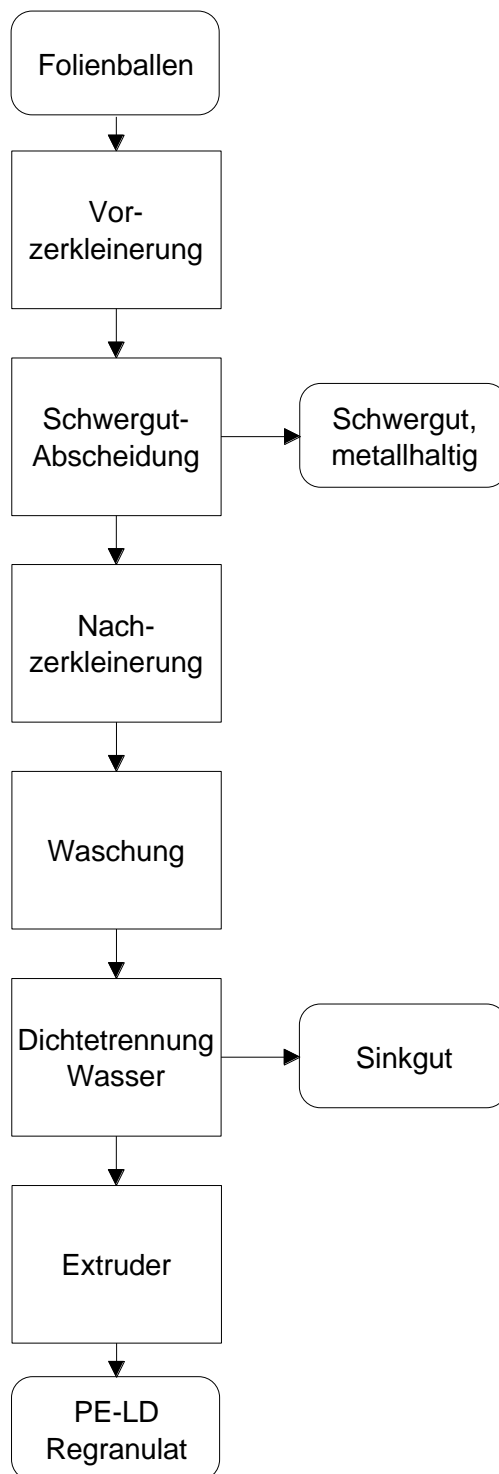 Folienballen
Vor-
zerkleinerung
Schwergut-
Abscheidung
Schwergut,
metallhaltig
Nach-
zerkleinerung
Waschung
Dichtetrennung
Wasser
Sinkgut
Extruder
PE-LD
Regranulat